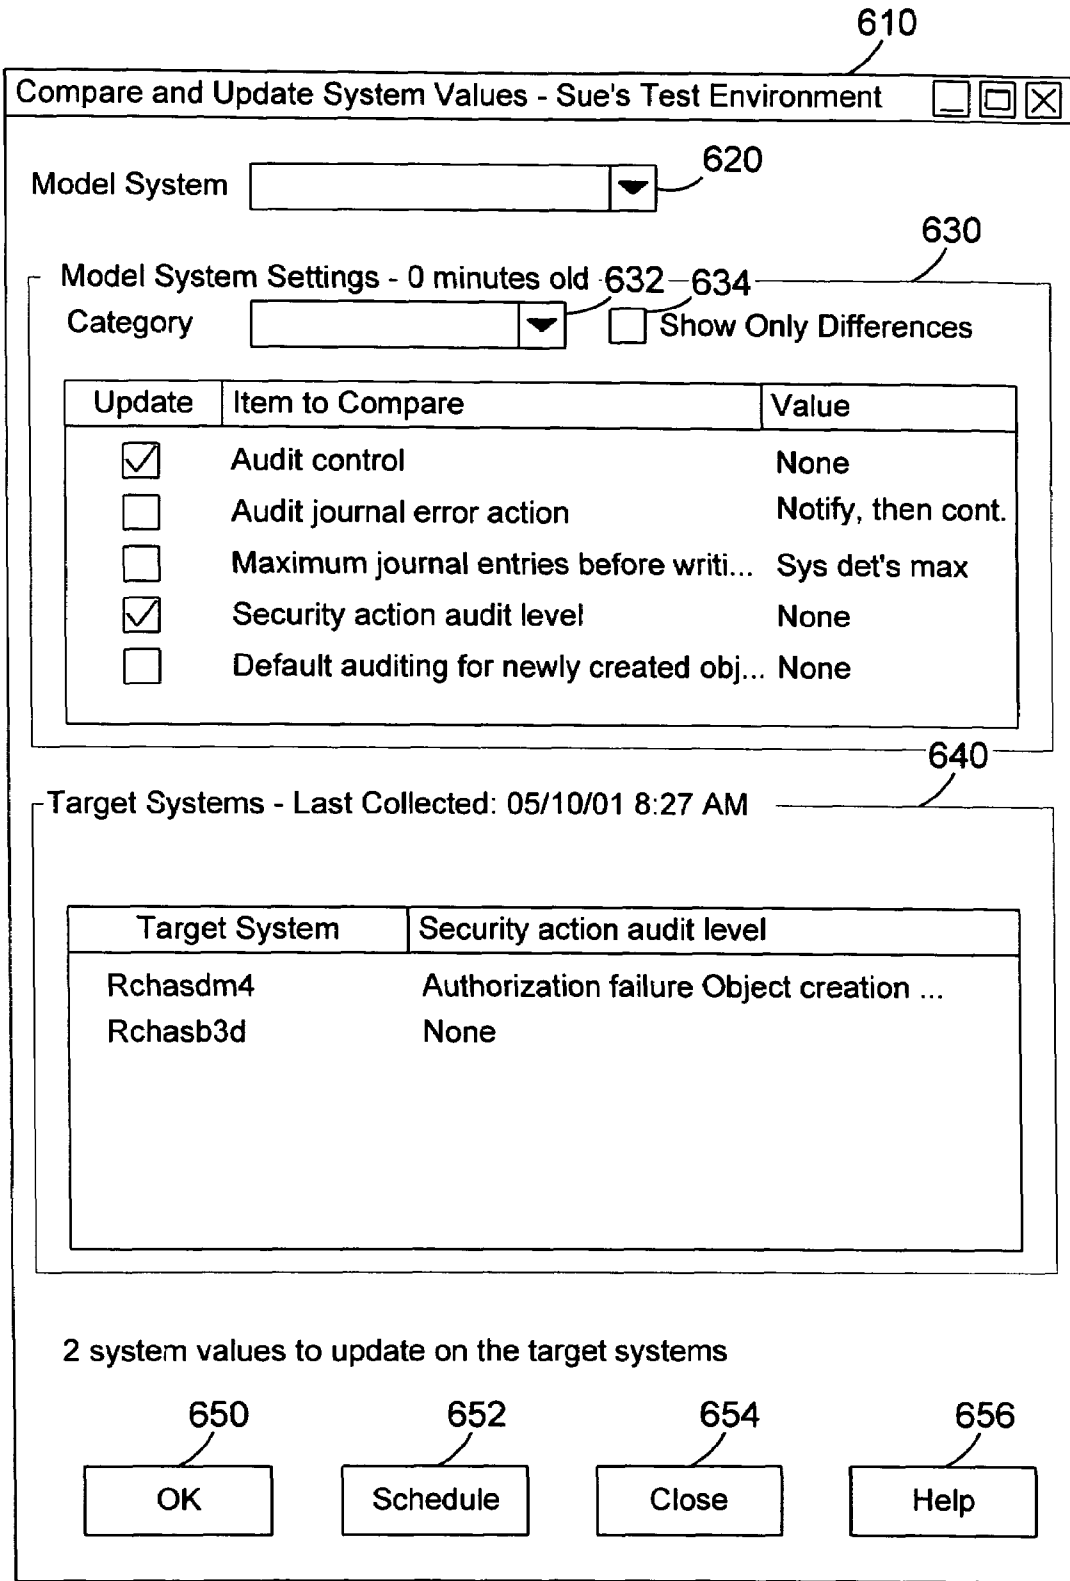 610
Compare and Update System Values - Sue's Test Environment
620
Model System
630
Model System Settings - 0 minutes old 632 634
Category Show Only Differences
Update Item to Compare Value
Audit control None
Audit journal error action Notify, then cont.
Maximum journal entries before writi... Sys det's max
Security action audit level None
Default auditing for newly created obj... None
640
Target Systems - Last Collected: 05/10/01 8:27 AM
Target System Security action audit level
Rchasdm4 Authorization failure Object creation ...
Rchasb3d None
2 system values to update on the target systems
650 652 654 656
OK Schedule Close Help